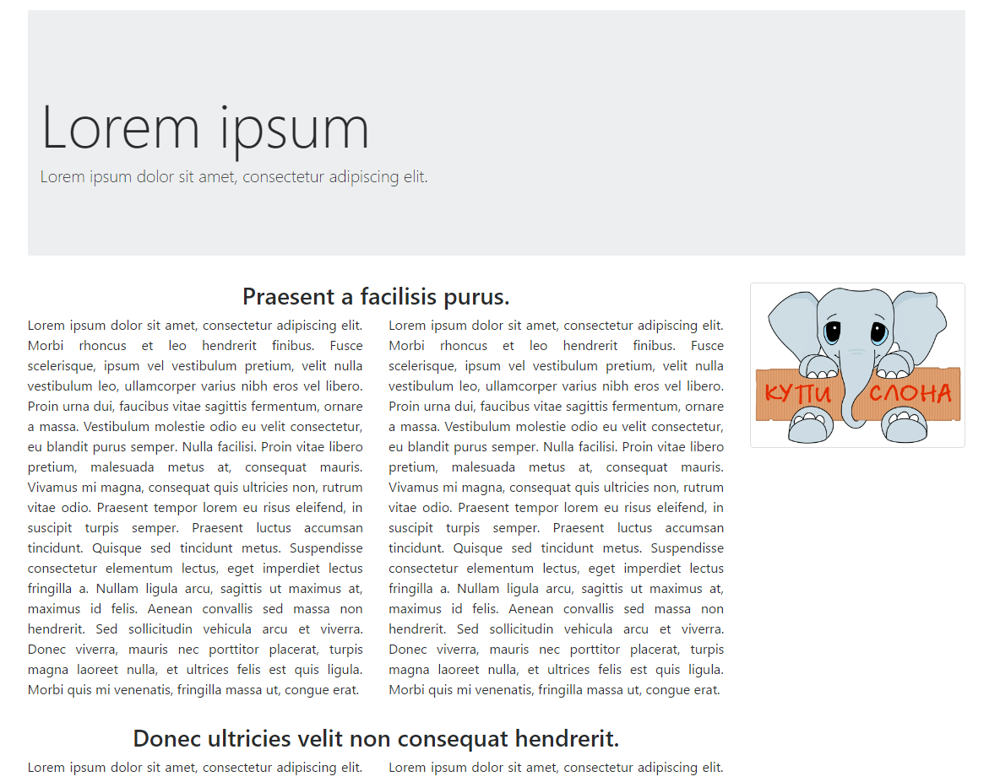 Lorem ipsum
Lorem ipsum dolor sit amet, consectetur adipiscing elit.
Praesent a facilisis purus.
Lorem ipsum dolor sit amet, consectetur adipiscing elit.
Morbi rhoncus et leo hendrerit finibus. Fusce
scelerisque, ipsum vel vestibulum pretium, velit nulla
vestibulum leo, ullamcorper varius nibh eros vel libero.
Proin urna dui, faucibus vitae sagittis fermentum, ornare
a massa. Vestibulum molestie odio eu velit consectetur,
eu blandit purus semper. Nulla facilisi. Proin vitae libero
pretium, malesuada metus at, consequat mauris.
Vivamus mi magna, consequat quis ultricies non, rutrum
vitae odio. Praesent tempor lorem eu risus eleifend, in
suscipit turpis semper. Praesent luctus accumsan
tincidunt. Quisque sed tincidunt metus. Suspendisse
consectetur elementum lectus, eget imperdiet lectus
fringilla a. Nullam ligula arcu, sagittis ut maximus at,
maximus id felis. Aenean convallis sed massa non
hendrerit. Sed sollicitudin vehicula arcu et viverra.
Donec viverra, mauris nec porttitor placerat, turpis
magna laoreet nulla, et ultrices felis est quis ligula.
Morbi quis mi venenatis, fringilla massa ut, congue erat.
Lorem ipsum dolor sit amet, consectetur adipiscing elit.
Morbi rhoncus et leo hendrerit finibus. Fusce
scelerisque, ipsum vel vestibulum pretium, velit nulla
vestibulum leo, ullamcorper varius nibh eros vel libero.
Proin urna dui, faucibus vitae sagittis fermentum, ornare
a massa. Vestibulum molestie odio eu velit consectetur,
eu blandit purus semper. Nulla facilisi. Proin vitae libero
pretium, malesuada metus at, consequat mauris.
Vivamus mi magna, consequat quis ultricies non, rutrum
vitae odio. Praesent tempor lorem eu risus eleifend, in
suscipit turpis semper. Praesent luctus accumsan
tincidunt. Quisque sed tincidunt metus. Suspendisse
consectetur elementum lectus, eget imperdiet lectus
fringilla a. Nullam ligula arcu, sagittis ut maximus at,
maximus id felis. Aenean convallis sed massa non
hendrerit. Sed sollicitudin vehicula arcu et viverra.
Donec viverra, mauris nec porttitor placerat, turpis
magna laoreet nulla, et ultrices felis est quis ligula.
Morbi quis mi venenatis, fringilla massa ut, congue erat.
Donec ultricies velit non consequat hendrerit.
Lorem ipsum dolor sit amet, consectetur adipiscing elit.
Lorem ipsum dolor sit amet, consectetur adipiscing elit.
КУПИ СЛОНА